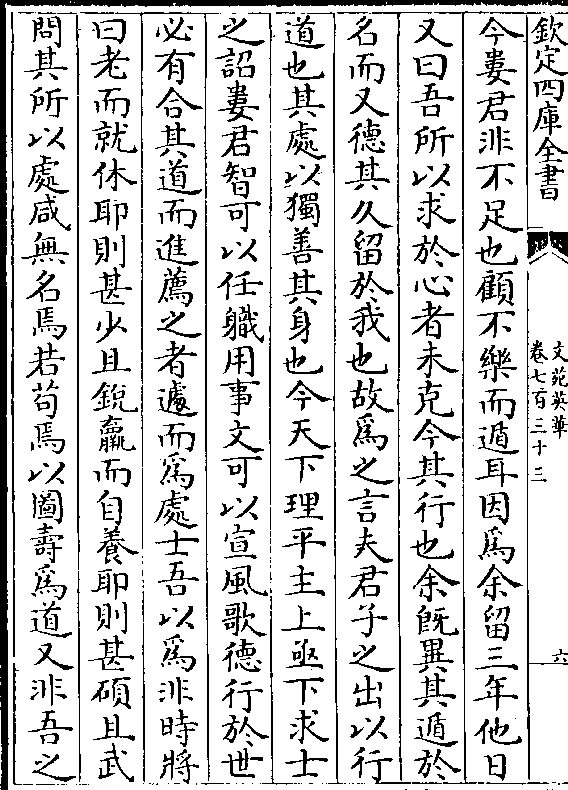 欽定四庫全書
文苑英華
卷七百三十三
六
今婁君非不足也顧不樂而遁耳因為余留三年他日
又曰吾所以求於心者未克今其行也余既異其遁於
名而又德其久留於我也故為之言夫君子之出以行
道也其處以獨善其身也今天下理平主上亟下求士
之詔婁君智可以任職用事文可以宣風歌德行於世
必有合其道而進薦之者遽而為處士吾以為非時將
曰老而就休耶則甚少且銳羸而自養耶則甚碩且武
問其所以處咸無名焉若苟焉以圖壽為道又非吾之